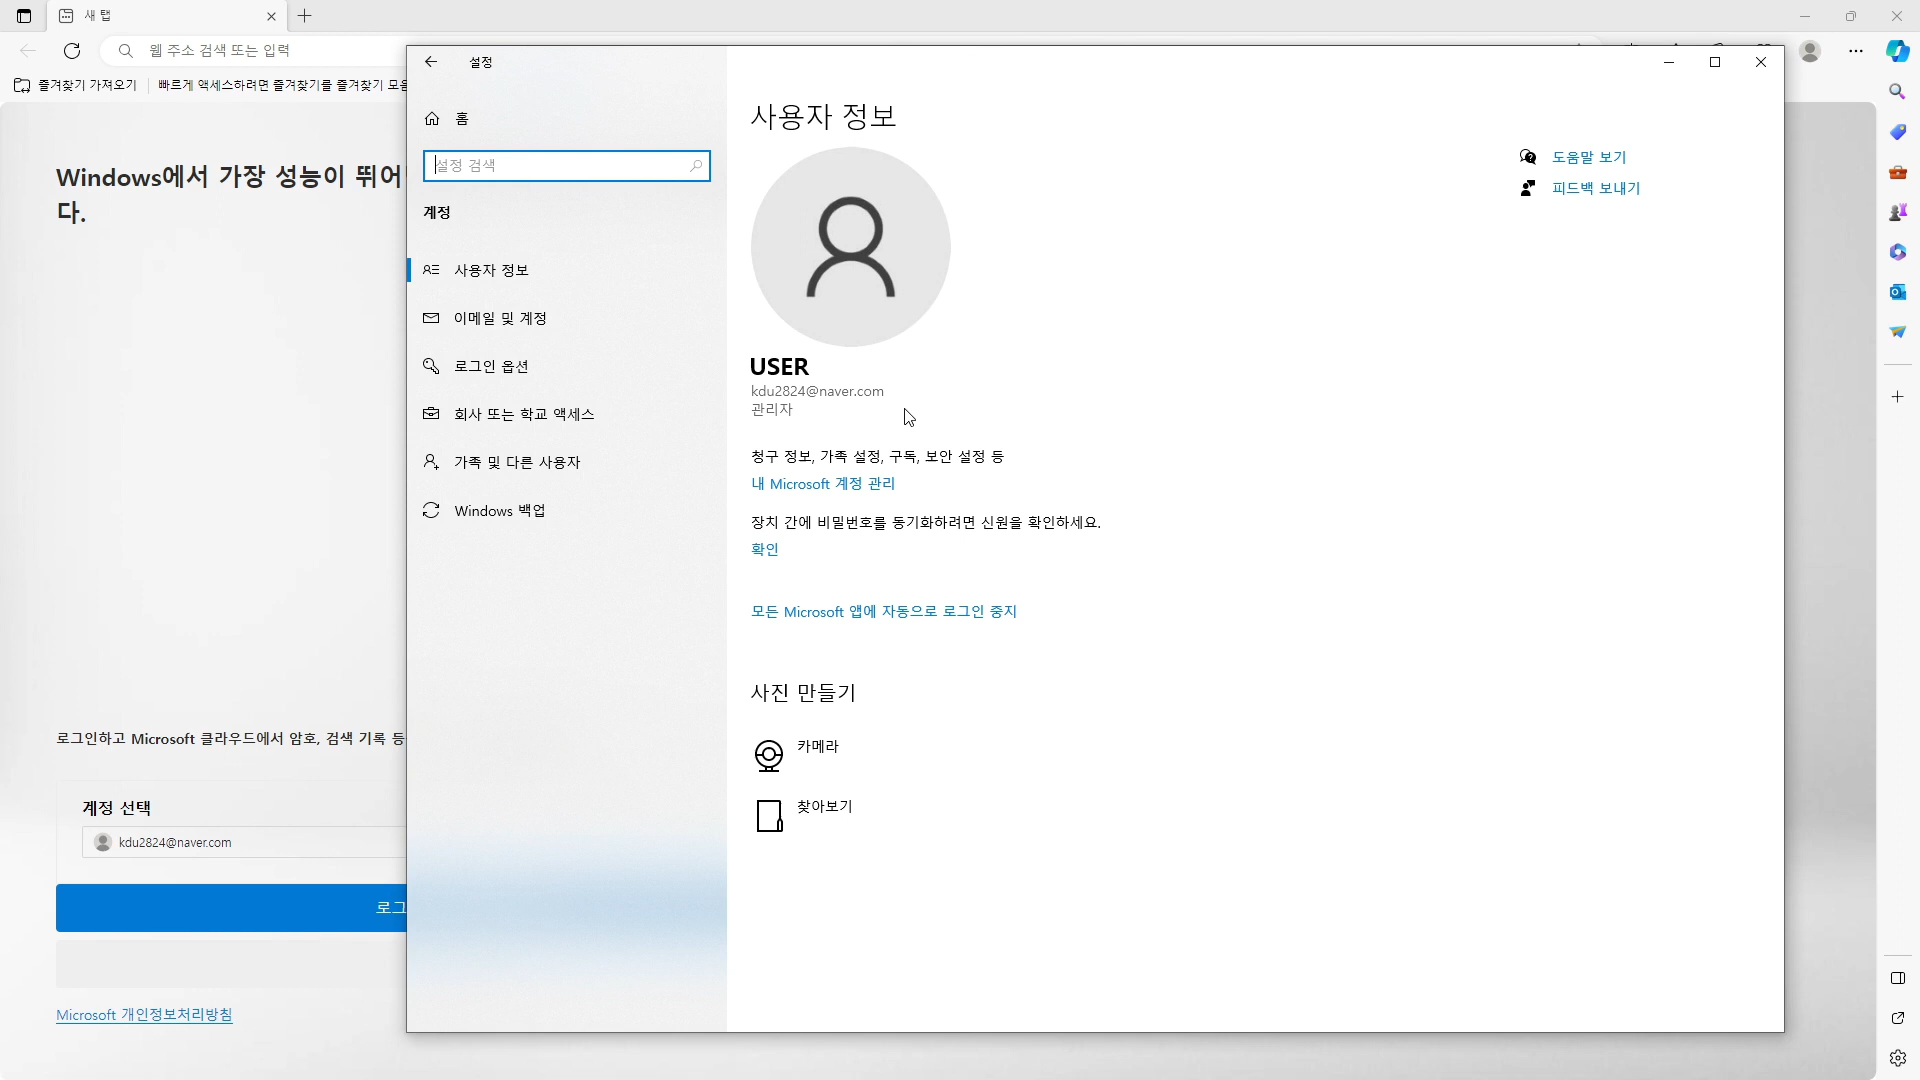 새 탭
웹 주소 검색 또는 입력
즐겨찾기 가져오기
빠르게 액세스하려면 즐겨찾기를 즐겨찾기 모음
Windows에서 가장 성능이 뛰어
다.
로그인하고 Microsoft 클라우드에서 암호, 검색 기록 등
계정 선택
kdu2824@naver.com
로그
Microsoft 개인정보처리방침
설정
홈
설정 검색
계정
사용자 정보
이메일 및 계정
로그인 옵션
회사 또는 학교 액세스
가족 및 다른 사용자
Windows 백업
사용자 정보
USER
kdu2824@naver.com
관리자
청구 정보, 가족 설정, 구독, 보안 설정 등
내 Microsoft 계정 관리
장치 간에 비밀번호를 동기화하려면 신원을 확인하세요.
확인
모든 Microsoft 앱에 자동으로 로그인 중지
사진 만들기
카메라
찾아보기
도움말 보기
피드백 보내기